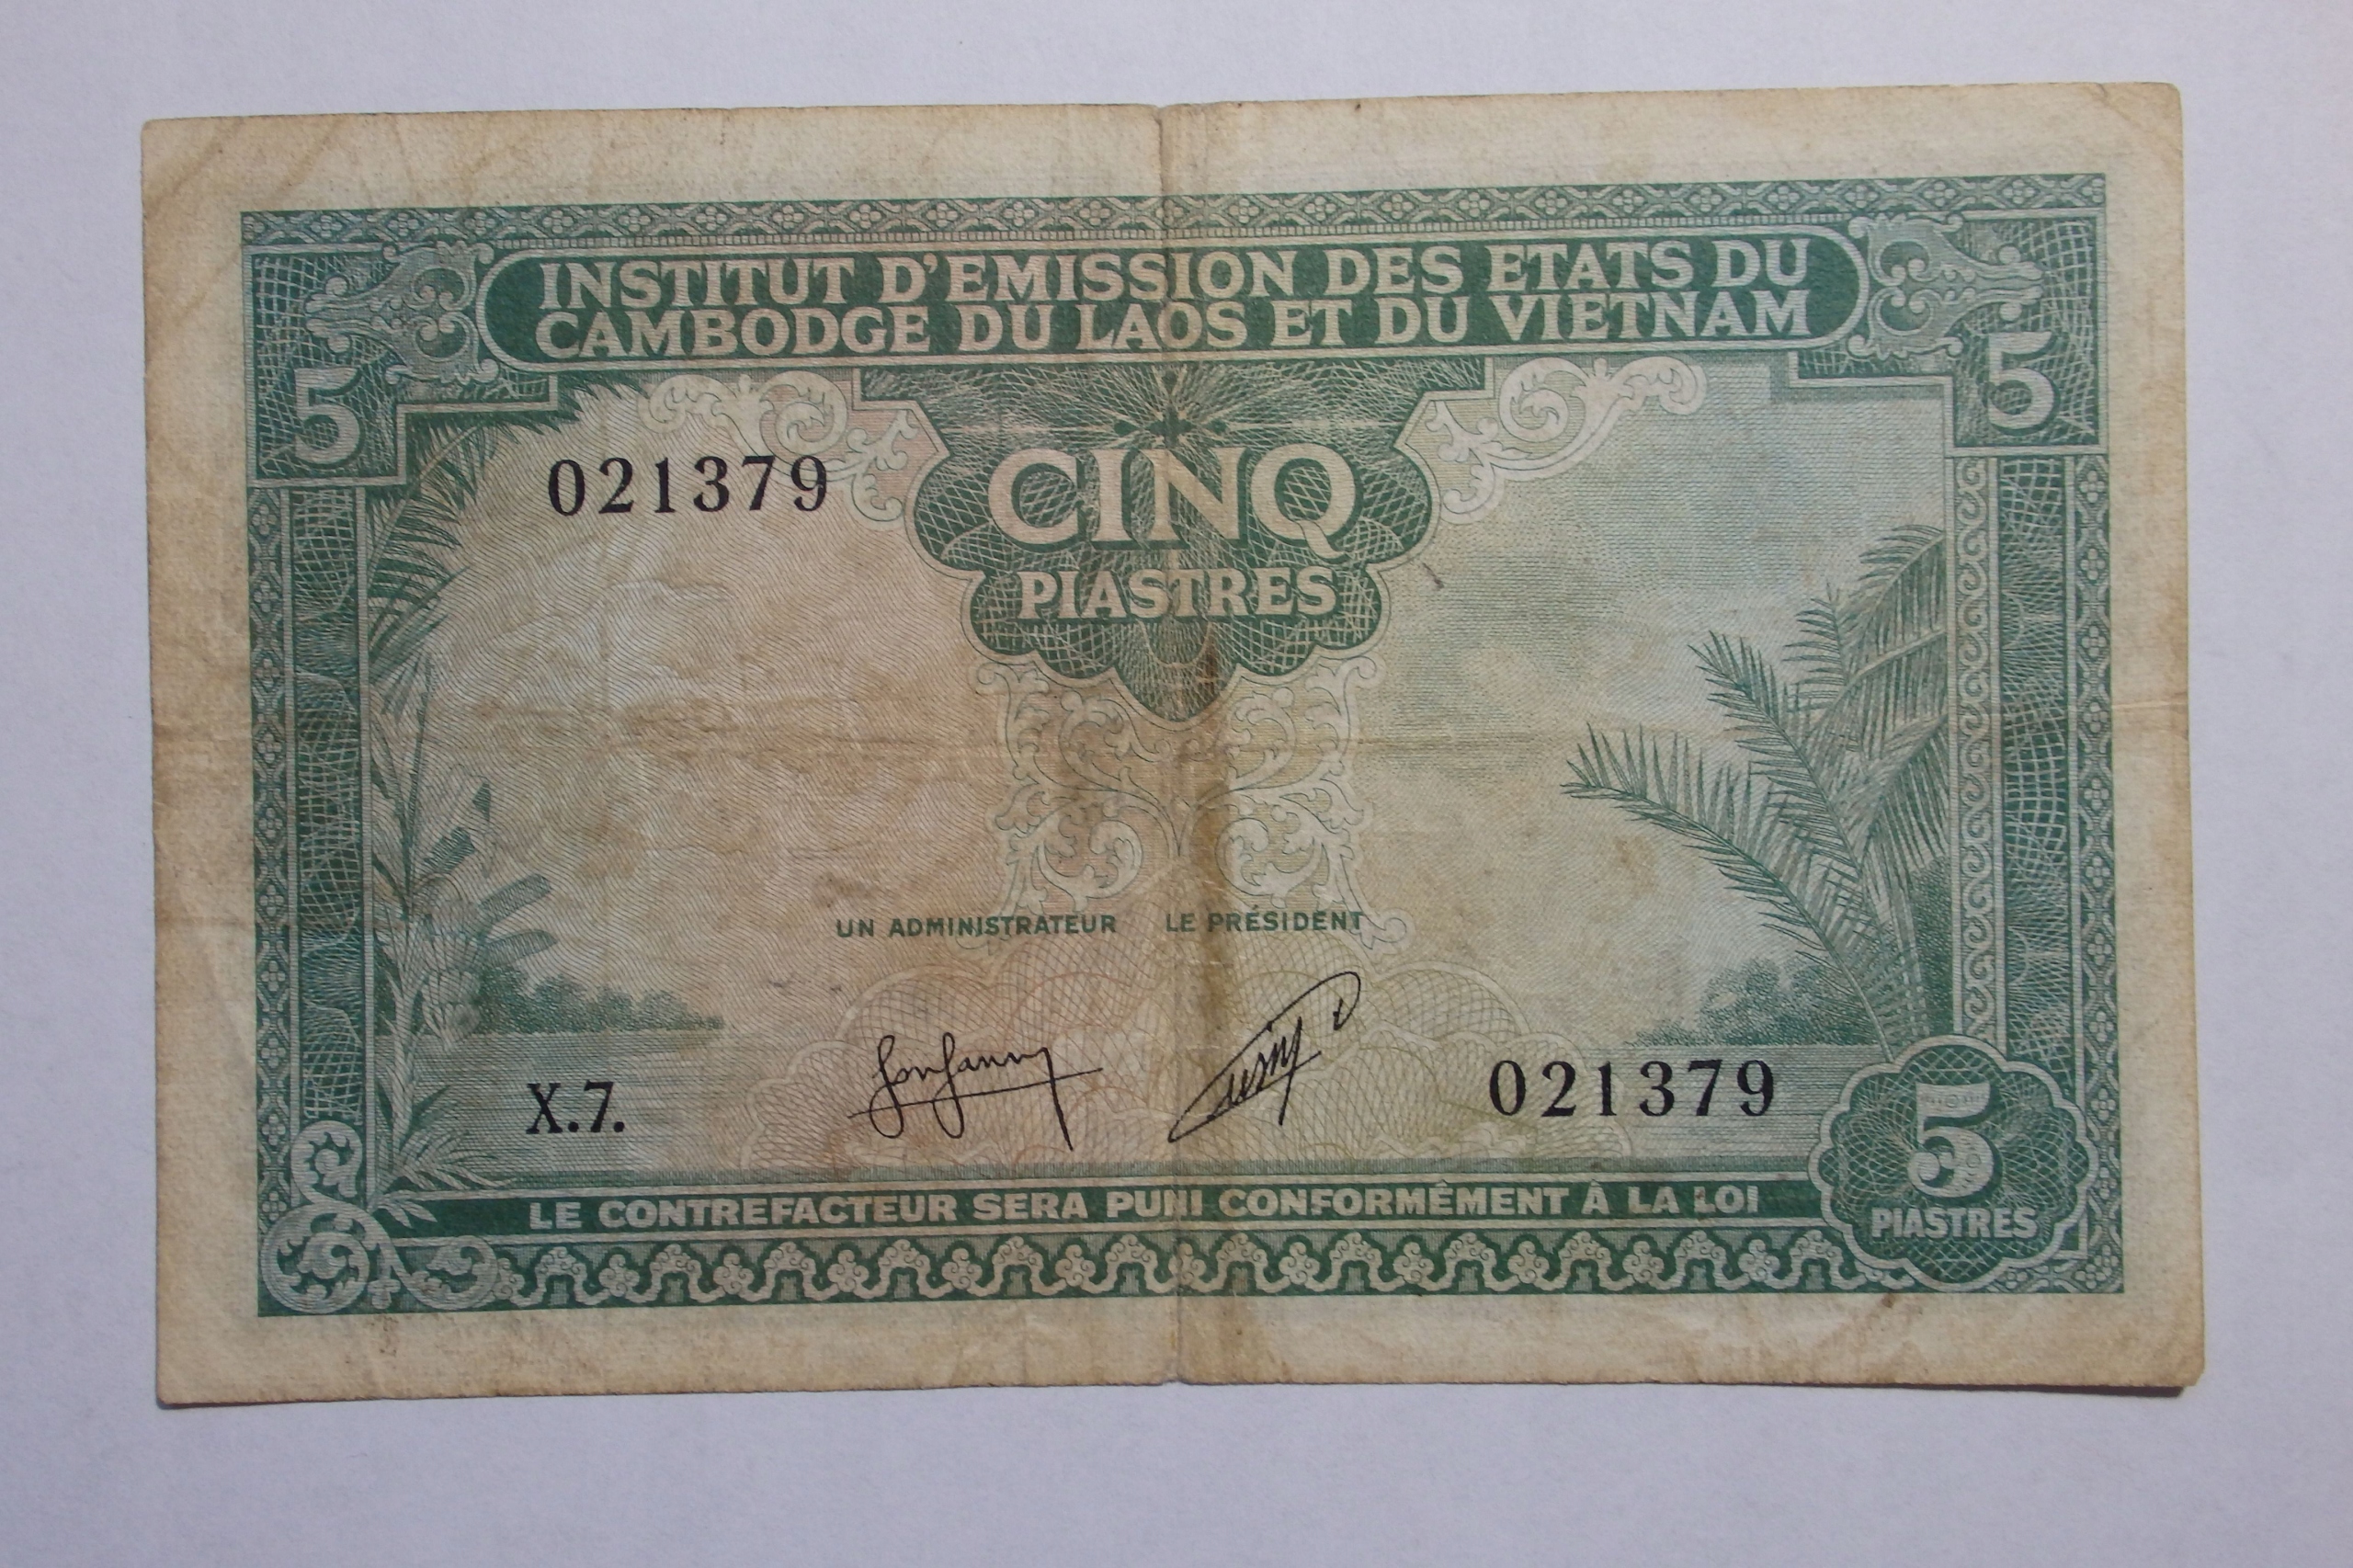 INSTITUT D'EMISSION DES ETATS DU
CAMBODGE DU LAOS ET DU VIETNAM
5
5
021379
CINQ
PIASTRES
UN ADMINISTRATEUR LE PRÉSIDENT
X.7.
021379
5
PIASTRES
LE CONTREFACTEUR SERA PUNI CONFORMÊMENT À LA LOI